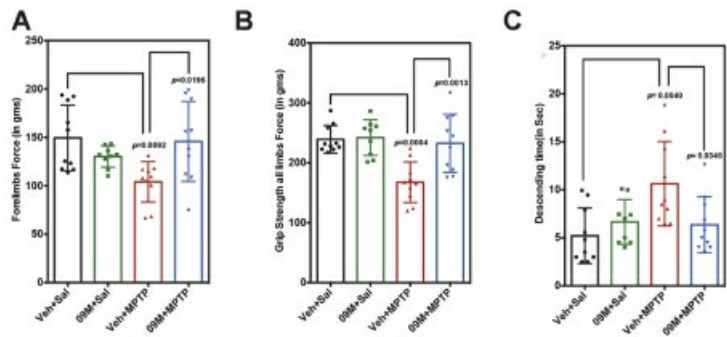 A
Forelimbs Force (in gms)
250
200
150
100
50
0
p=0.0092
p=0.0196
Veh+Sal
09M+Sal
Veh+MPTP
09M+MPTP
B
Grip Strength all limbs Force (in gms)
400
300
200
100
0
p=0.0004
p=0.0013
Veh+Sal
09M+Sal
Veh+MPTP
09M+MPTP
C
Descending time(in Sec)
25
20
15
10
5
0
p=0.0040
p=0.0345
Veh+Sal
09M+Sal
Veh+MPTP
09M+MPTP